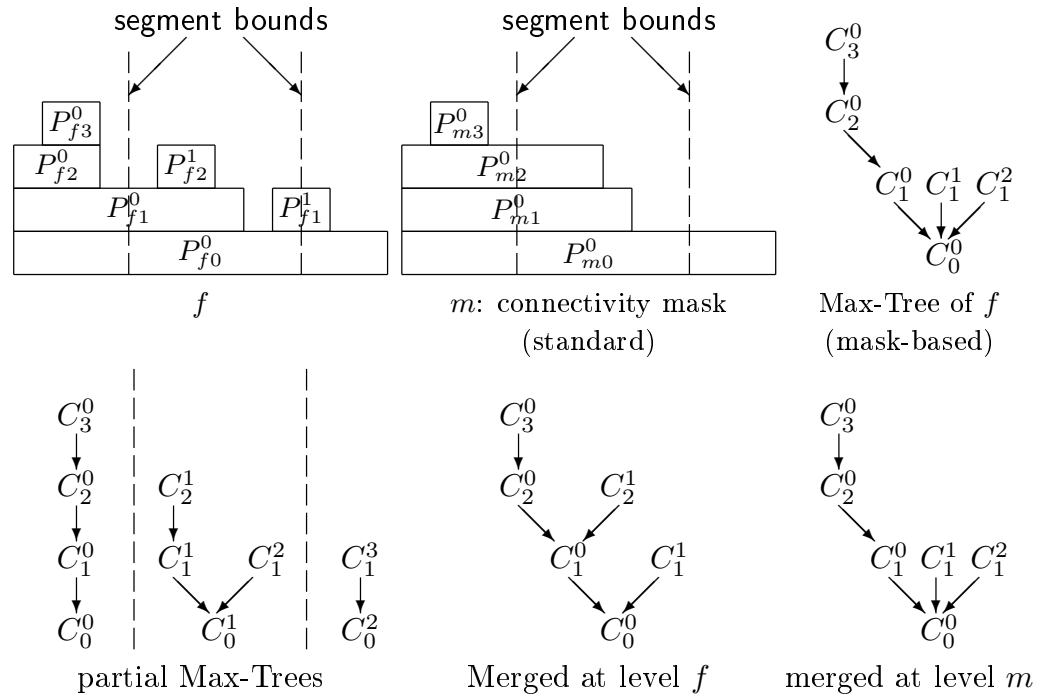 segment bounds segment bounds
C_3^0
P_{f3}^0 P_{m3}^0 C_2^0
P_{f2}^0 P_{f2}^1 P_{m2}^0
P_{f1}^0 P_{f1}^1 P_{m1}^0 C_1^0 C_1^1 C_1^2
P_{f0}^0 P_{m0}^0 C_0^0
f m: connectivity mask Max-Tree of f
(standard) (mask-based)
C_3^0 C_3^0 C_3^0
C_2^0 C_2^1 C_2^0 C_2^1 C_2^0
C_1^0 C_1^1 C_1^2 C_1^3 C_1^0 C_1^1 C_1^0 C_1^1 C_1^2
C_0^0 C_0^1 C_0^2 C_0^0 C_0^0
partial Max-Trees Merged at level f merged at level m